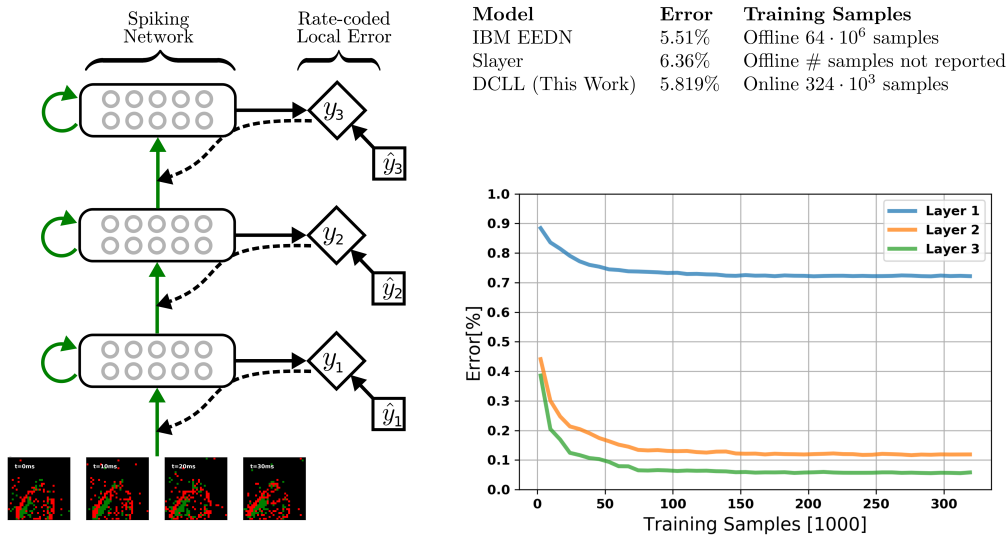 Spiking
Network
Rate-coded
Local Error
y₃
ŷ₃
y₂
ŷ₂
y₁
ŷ₁
t=0ms
t=10ms
t=20ms
t=30ms
Model Error Training Samples
IBM EEDN 5.51% Offline 64 · 10⁶ samples
Slayer 6.36% Offline # samples not reported
DCLL (This Work) 5.819% Online 324 · 10³ samples
1.0
0.9
0.8
0.7
0.6
0.5
0.4
0.3
0.2
0.1
0.0
Error[%]
Layer 1
Layer 2
Layer 3
0 50 100 150 200 250 300
Training Samples [1000]